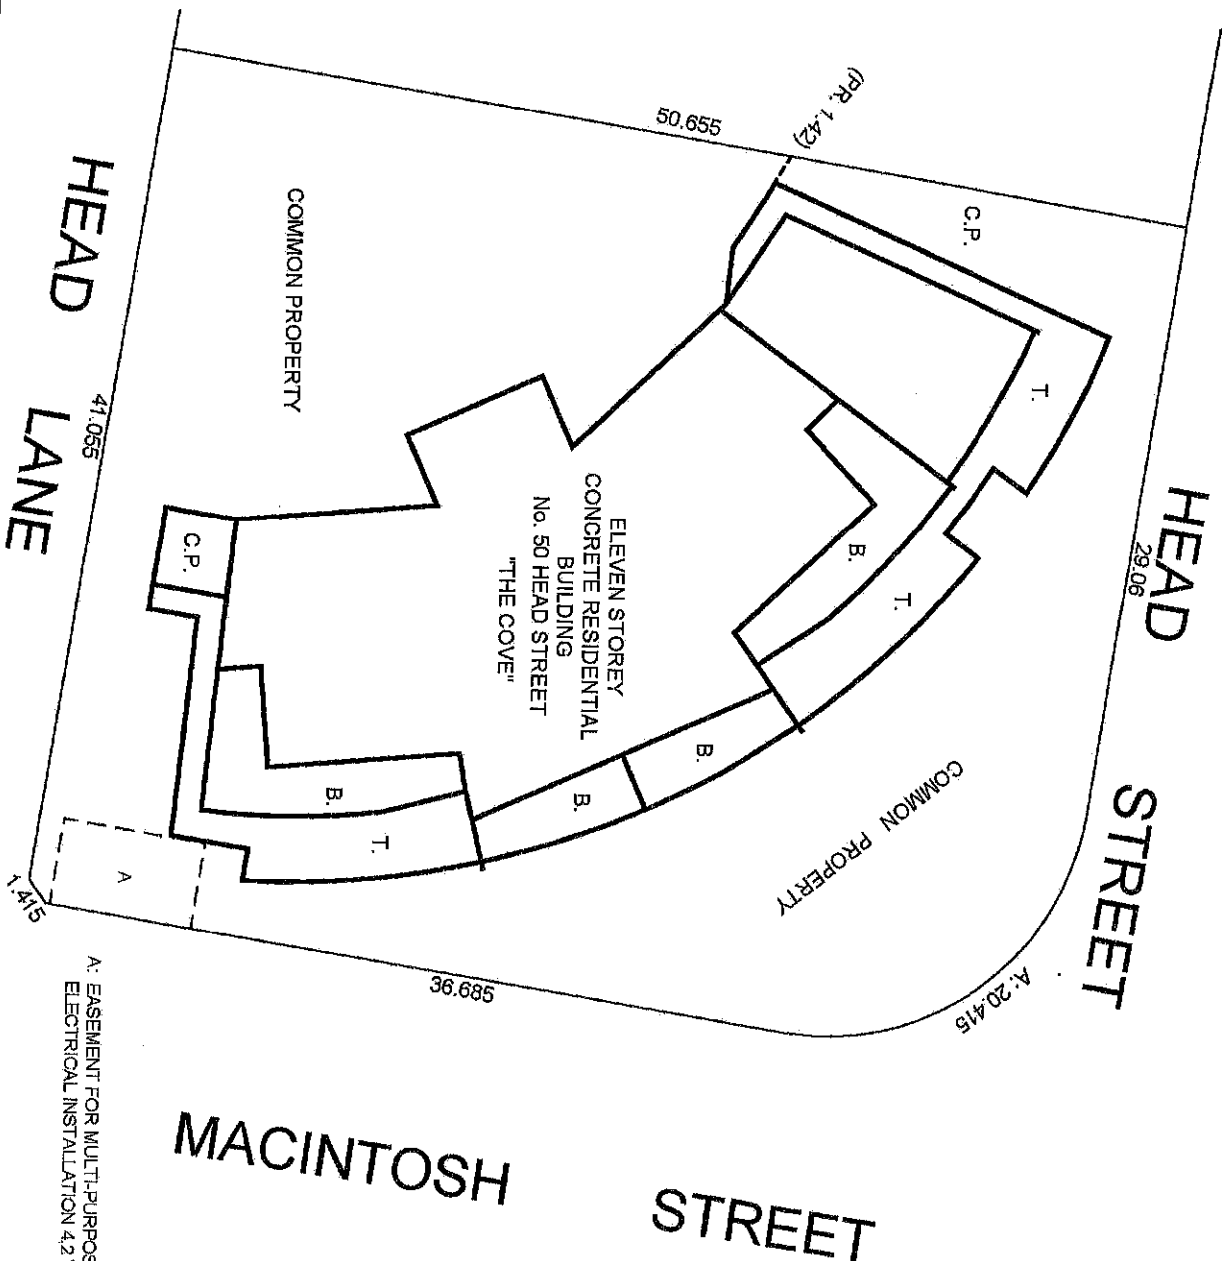 HEAD
STREET
HEAD
LANE
MACINTOSH
STREET
50.655
(PR. 1.42)
C.P.
29.06
COMMON PROPERTY
41.055
T.
B.
T.
ELEVEN STOREY
CONCRETE RESIDENTIAL
BUILDING
No. 50 HEAD STREET
"THE COVE"
C.P.
B.
B.
B.
T.
COMMON PROPERTY
A
1.415
36.685
A: 20.415
A: EASEMENT FOR MULTI-PURPOS
ELECTRICAL INSTALLATION 4.2